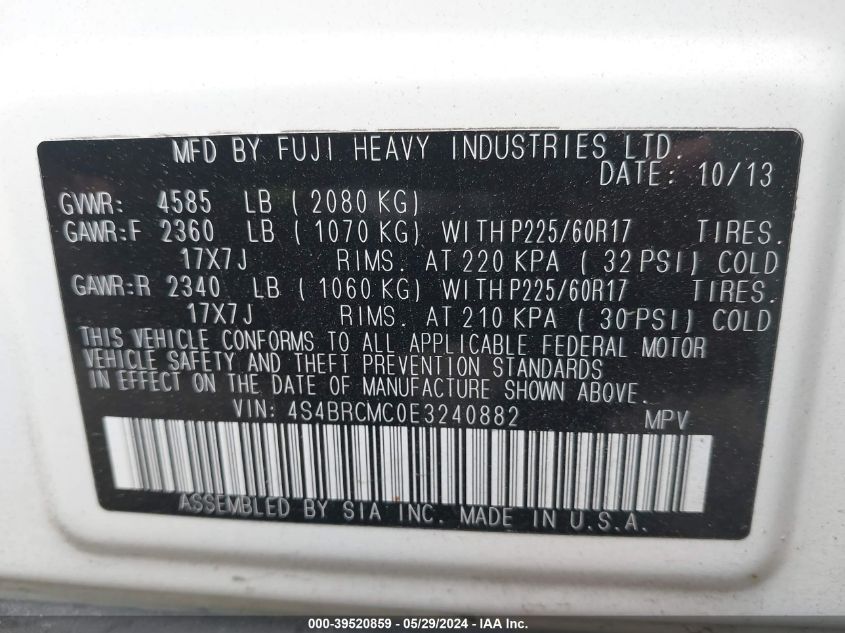 MFD BY FUJI HEAVY INDUSTRIES LTD.
DATE: 10/13
GVWR: 4585 LB ( 2080 KG)
GAWR:F 2360 LB ( 1070 KG) WITH P225/60R17 TIRES.
17X7J RIMS. AT 220 KPA ( 32 PSI) COLD
GAWR:R 2340 LB ( 1060 KG) WITH P225/60R17 TIRES.
17X7J RIMS. AT 210 KPA ( 30 PSI) COLD
THIS VEHICLE CONFORMS TO ALL APPLICABLE FEDERAL MOTOR
VEHICLE SAFETY AND THEFT PREVENTION STANDARDS
IN EFFECT ON THE DATE OF MANUFACTURE SHOWN ABOVE.
VIN: 4S4BRCMC0E3240882 MPV
ASSEMBLED BY SIA INC. MADE IN U.S.A.
000-39520859 - 05/29/2024 - IAA Inc.